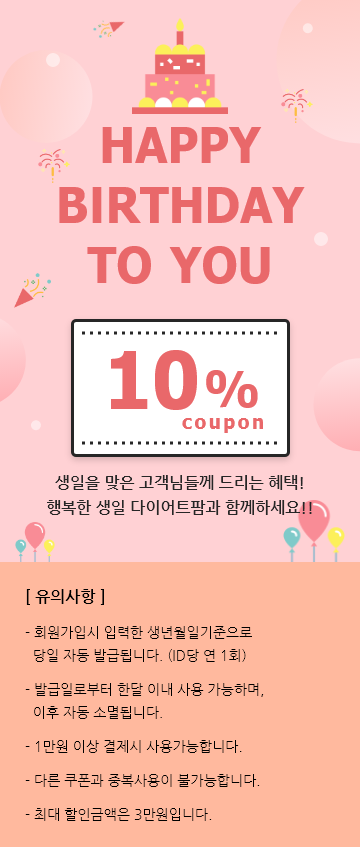 HAPPY
BIRTHDAY
TO YOU
10%
coupon
생일을 맞은 고객님들께 드리는 혜택!
행복한 생일 다이어트팜과 함께하세요!!
[ 유의사항 ]
- 회원가입시 입력한 생년월일기준으로
당일 자동 발급됩니다. (ID당 연 1회)
- 발급일로부터 한달 이내 사용 가능하며,
이후 자동 소멸됩니다.
- 1만원 이상 결제시 사용가능합니다.
- 다른 쿠폰과 중복사용이 불가능합니다.
- 최대 할인금액은 3만원입니다.